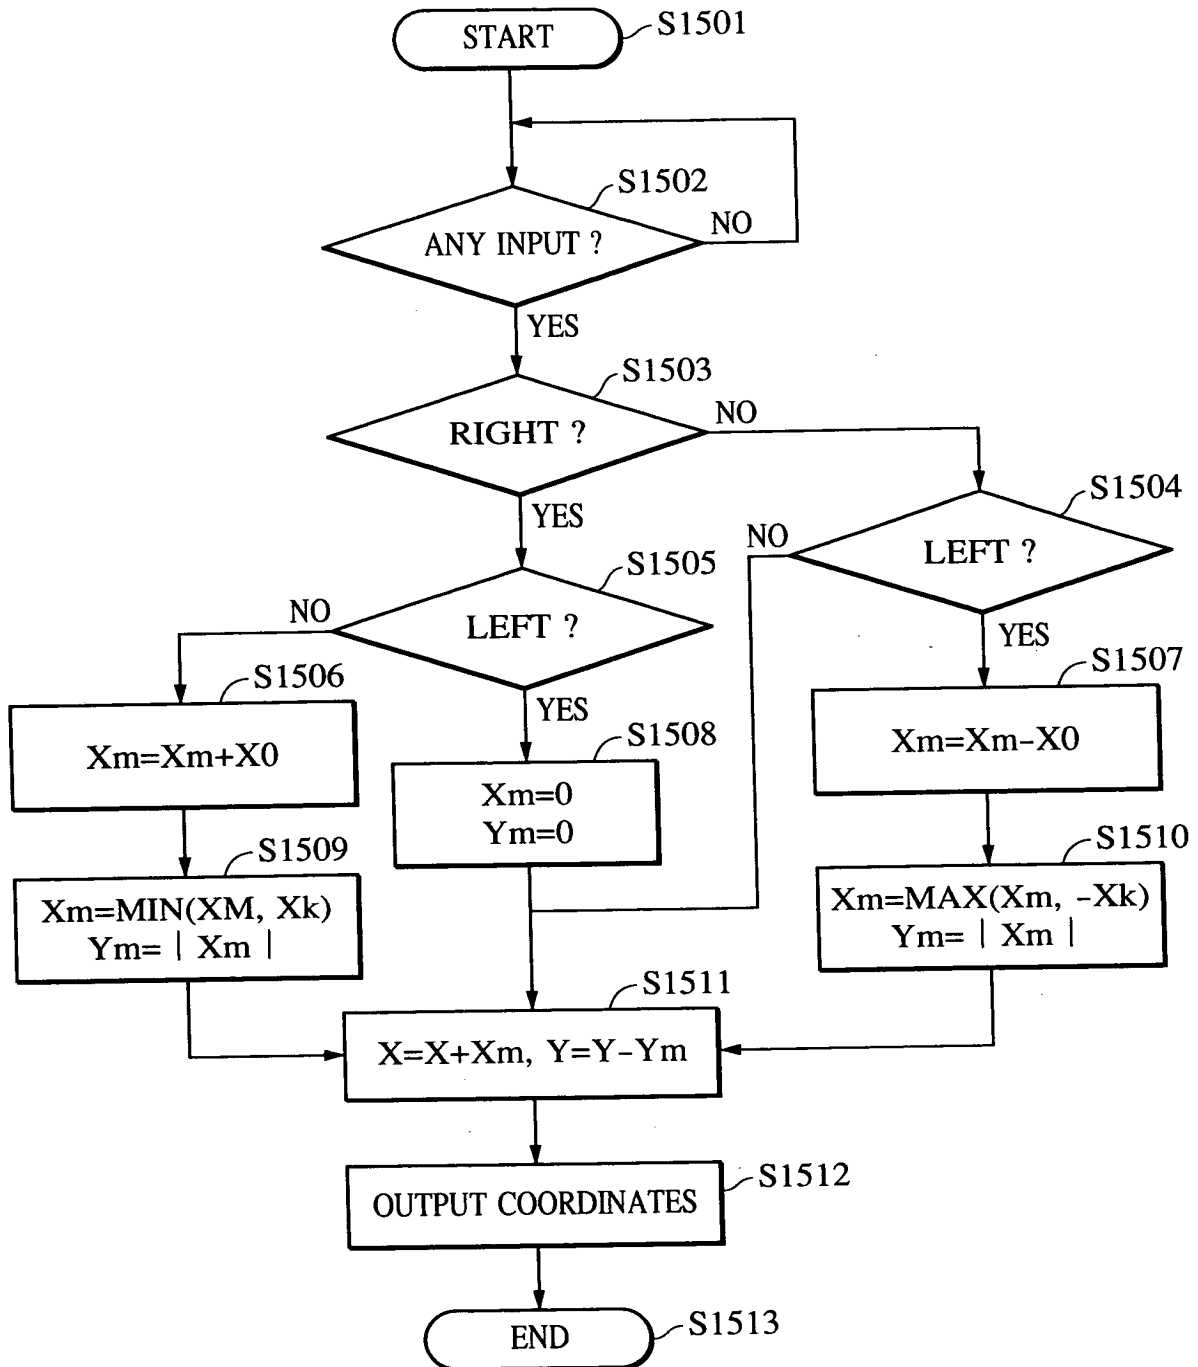 START
S1501
S1502
ANY INPUT ?
NO
YES
S1503
RIGHT ?
NO
YES
S1504
LEFT ?
NO
YES
S1505
LEFT ?
NO
YES
S1506
Xm=Xm+X0
S1507
Xm=Xm-X0
S1508
Xm=0
Ym=0
S1509
Xm=MIN(XM, Xk)
Ym= | Xm |
S1510
Xm=MAX(Xm, -Xk)
Ym= | Xm |
S1511
X=X+Xm, Y=Y-Ym
S1512
OUTPUT COORDINATES
END
S1513